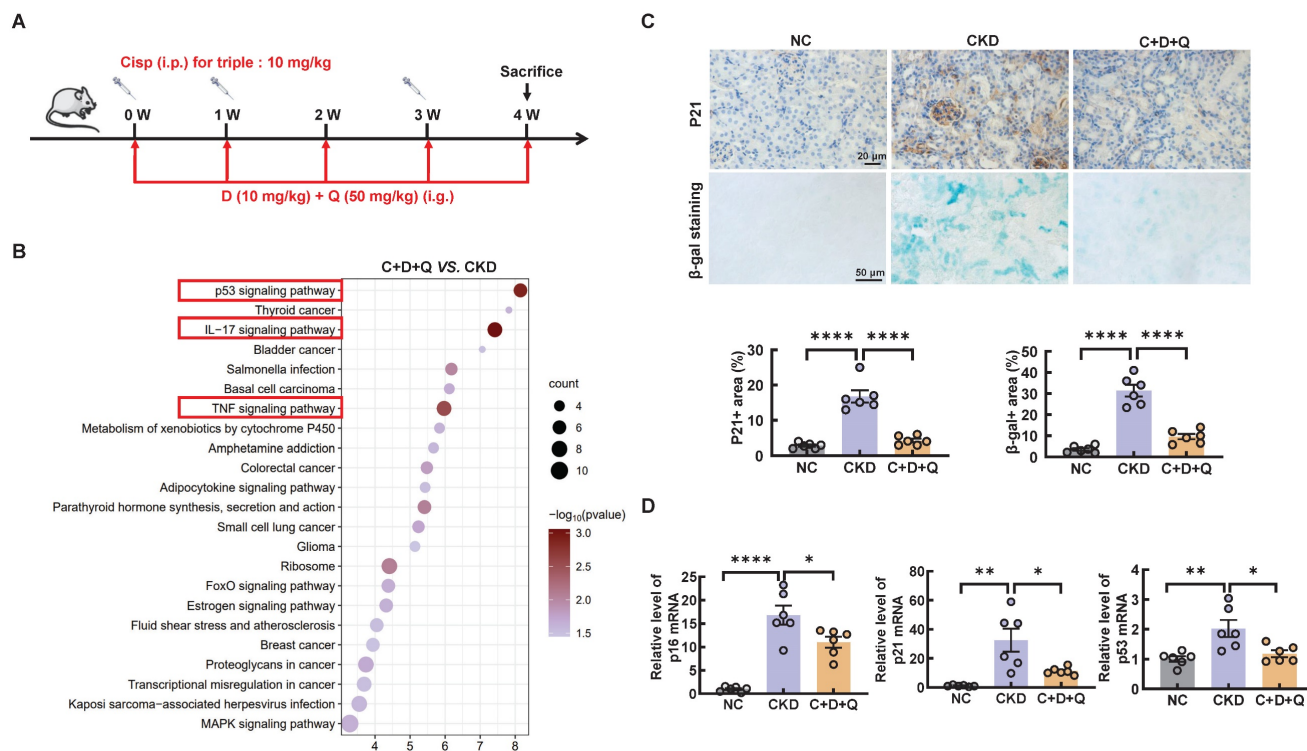 A
Cisp (i.p.) for triple : 10 mg/kg
Sacrifice
0 W
1 W
2 W
3 W
4 W
D (10 mg/kg) + Q (50 mg/kg) (i.g.)
B
C+D+Q VS. CKD
p53 signaling pathway
Thyroid cancer
IL−17 signaling pathway
Bladder cancer
Salmonella infection
Basal cell carcinoma
TNF signaling pathway
Metabolism of xenobiotics by cytochrome P450
Amphetamine addiction
Colorectal cancer
Adipocytokine signaling pathway
Parathyroid hormone synthesis, secretion and action
Small cell lung cancer
Glioma
Ribosome
FoxO signaling pathway
Estrogen signaling pathway
Fluid shear stress and atherosclerosis
Breast cancer
Proteoglycans in cancer
Transcriptional misregulation in cancer
Kaposi sarcoma−associated herpesvirus infection
MAPK signaling pathway
4 5 6 7 8
count
4
6
8
10
−log10(pvalue)
3.0
2.5
2.0
1.5
C
NC CKD C+D+Q
P21
20 µm
β-gal staining
50 µm
P21+ area (%)
30
20
10
0
**** ****
NC CKD C+D+Q
β-gal+ area (%)
50
40
30
20
10
0
**** ****
NC CKD C+D+Q
D
Relative level of
p16 mRNA
25
20
15
10
5
0
**** *
NC CKD C+D+Q
Relative level of
p21 mRNA
80
60
40
20
0
** *
NC CKD C+D+Q
Relative level of
p53 mRNA
4
3
2
1
0
** *
NC CKD C+D+Q